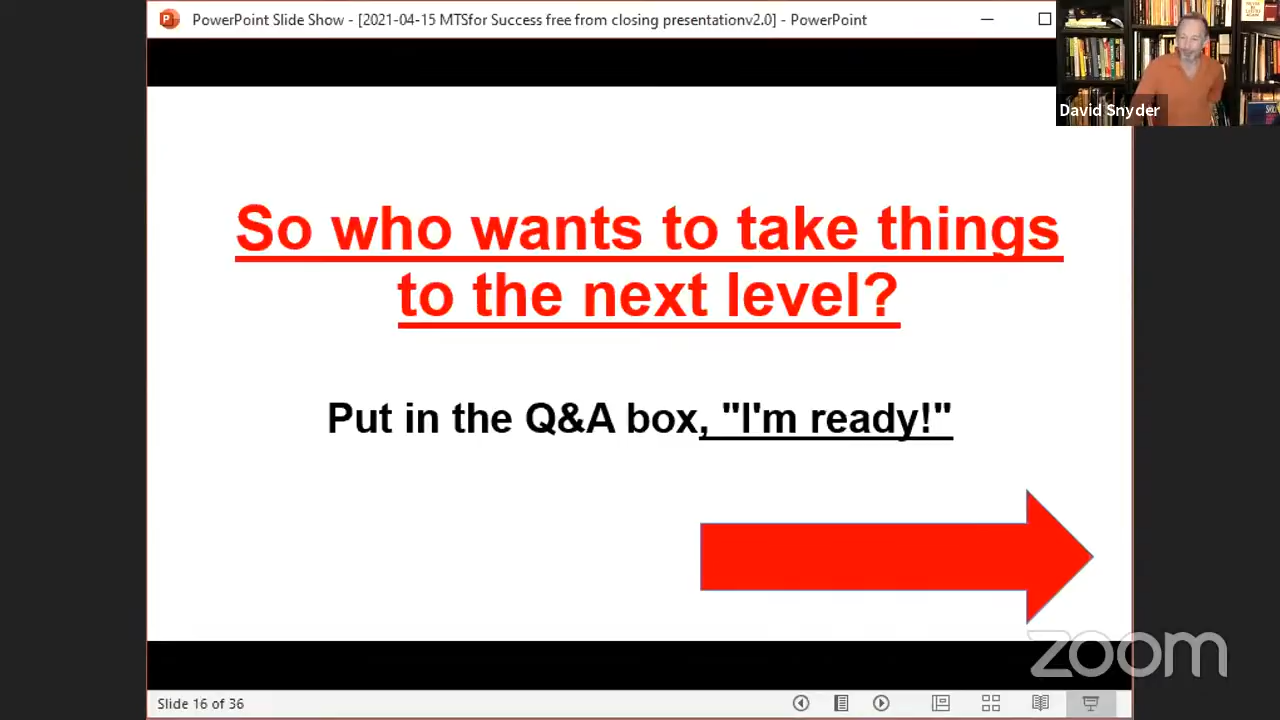 PowerPoint Slide Show - [2021-04-15 MTSfor Success free from closing presentationv2.0] - PowerPoint
David Snyder
So who wants to take things
to the next level?
Put in the Q&A box, "I'm ready!"
zoom
Slide 16 of 36